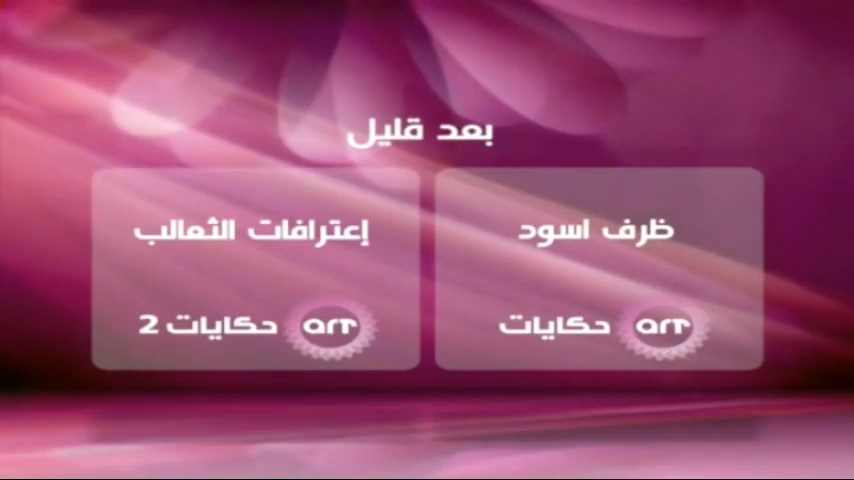 بعد قليل
ظرف اسود
art حكايات
إعترافات الثعالب
art حكايات 2